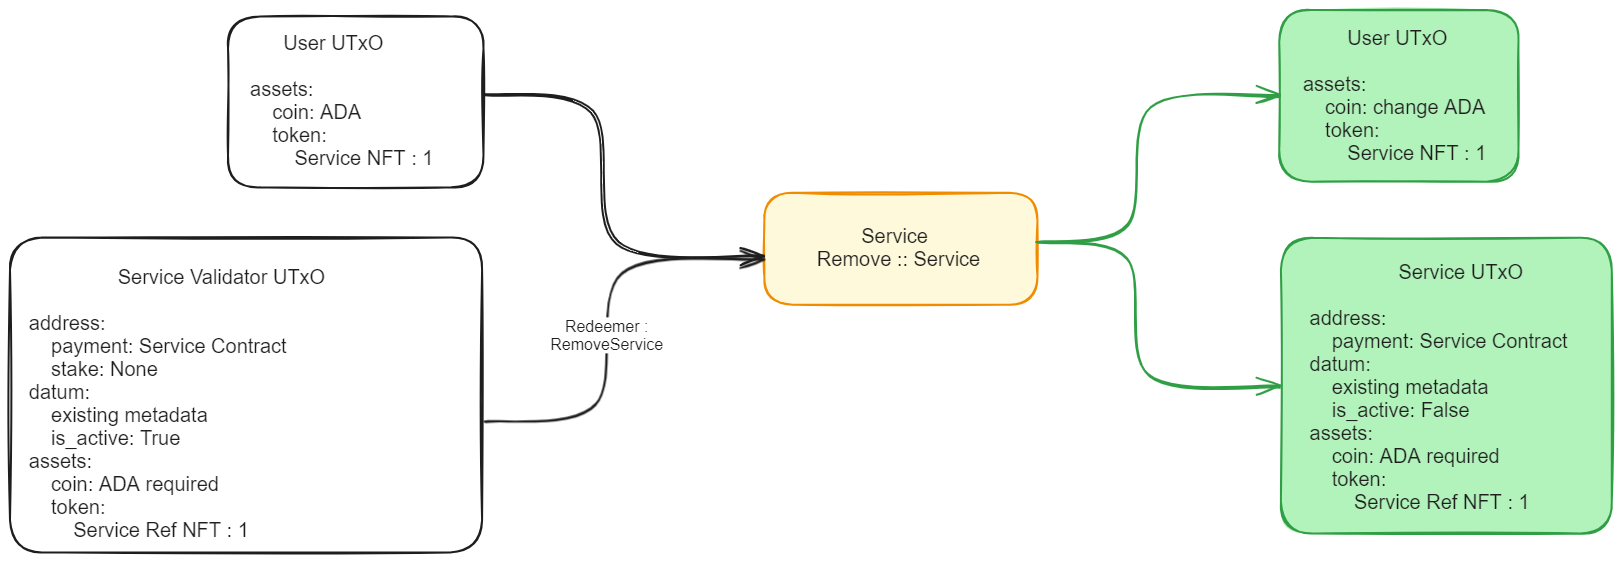 User UTxO
assets:
coin: ADA
token:
Service NFT : 1
Service Validator UTxO
address:
payment: Service Contract
stake: None
datum:
existing metadata
is_active: True
assets:
coin: ADA required
token:
Service Ref NFT : 1
Redeemer :
RemoveService
Service
Remove :: Service
User UTxO
assets:
coin: change ADA
token:
Service NFT : 1
Service UTxO
address:
payment: Service Contract
datum:
existing metadata
is_active: False
assets:
coin: ADA required
token:
Service Ref NFT : 1